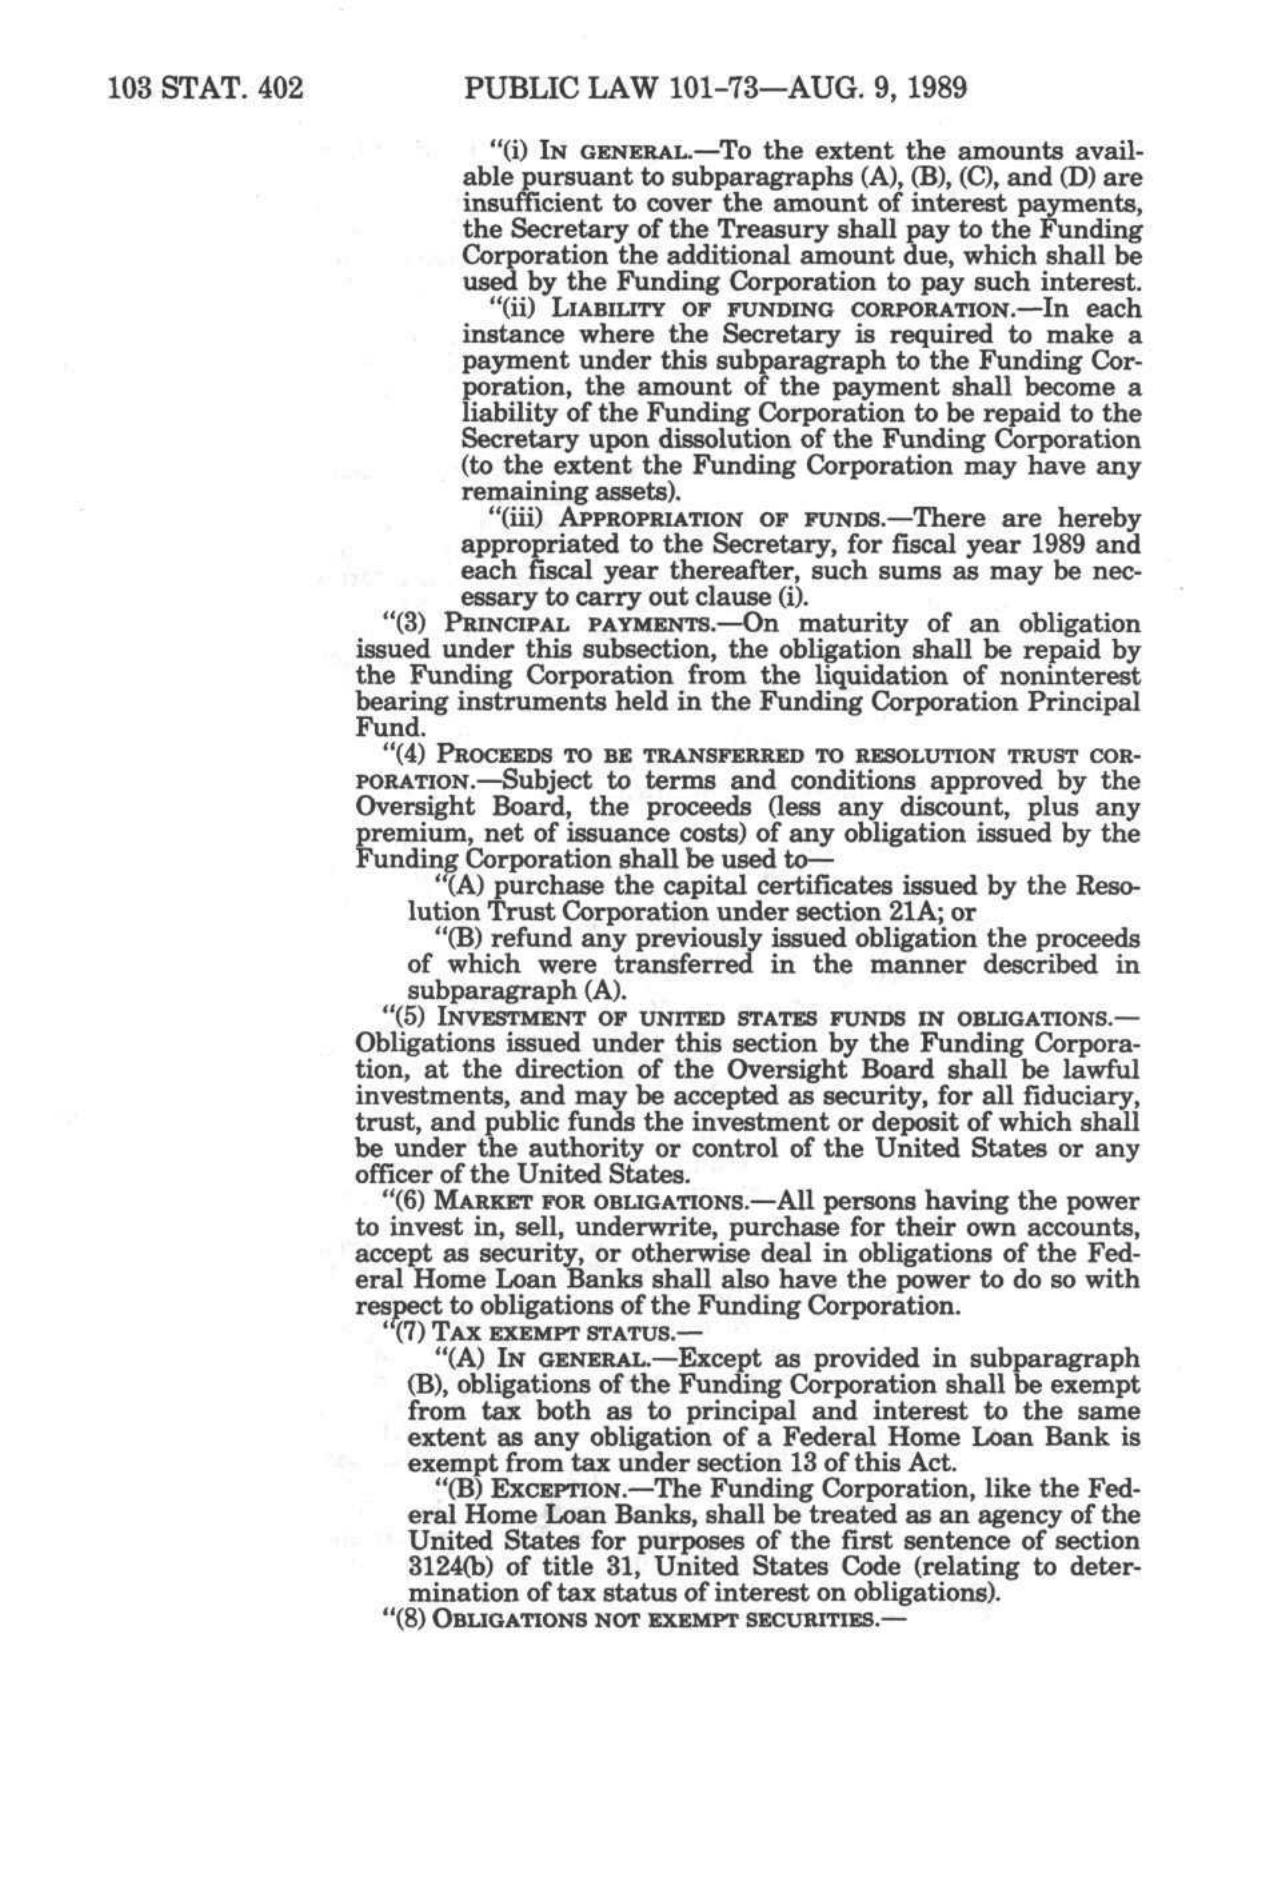 103 STAT. 402 PUBLIC LAW 101-73—AUG. 9, 1989
"(i) IN GENERAL.—To the extent the amounts avail-
able pursuant to subparagraphs (A), (B), (C), and (D) are
insufficient to cover the amount of interest payments,
the Secretary of the Treasury shall pay to the Funding
Corporation the additional amount due, which shall be
used by the Funding Corporation to pay such interest.
"(ii) LIABILITY OF FUNDING CORPORATION.—In each
instance where the Secretary is required to make a
payment under this subparagraph to the Funding Cor-
poration, the amount of the payment shall become a
liability of the Funding Corporation to be repaid to the
Secretary upon dissolution of the Funding Corporation
(to the extent the Funding Corporation may have any
remaining assets).
"(iii) APPROPRIATION OF FUNDS.—There are hereby
appropriated to the Secretary, for fiscal year 1989 and
each fiscal year thereafter, such sums as may be nec-
essary to carry out clause (i).
"(3) PRINCIPAL PAYMENTS.—On maturity of an obligation
issued under this subsection, the obligation shall be repaid by
the Funding Corporation from the liquidation of noninterest
bearing instruments held in the Funding Corporation Principal
Fund.
"(4) PROCEEDS TO BE TRANSFERRED TO RESOLUTION TRUST COR-
PORATION.—Subject to terms and conditions approved by the
Oversight Board, the proceeds (less any discount, plus any
premium, net of issuance costs) of any obligation issued by the
Funding Corporation shall be used to—
"(A) purchase the capital certificates issued by the Reso-
lution Trust Corporation under section 21A; or
"(B) refund any previously issued obligation the proceeds
of which were transferred in the manner described in
subparagraph (A).
"(5) INVESTMENT OF UNITED STATES FUNDS IN OBLIGATIONS.—
Obligations issued under this section by the Funding Corpora-
tion, at the direction of the Oversight Board shall be lawful
investments, and may be accepted as security, for all fiduciary,
trust, and public funds the investment or deposit of which shall
be under the authority or control of the United States or any
officer of the United States.
"(6) MARKET FOR OBLIGATIONS.—All persons having the power
to invest in, sell, underwrite, purchase for their own accounts,
accept as security, or otherwise deal in obligations of the Fed-
eral Home Loan Banks shall also have the power to do so with
respect to obligations of the Funding Corporation.
"(7) TAX EXEMPT STATUS.—
"(A) IN GENERAL.—Except as provided in subparagraph
(B), obligations of the Funding Corporation shall be exempt
from tax both as to principal and interest to the same
extent as any obligation of a Federal Home Loan Bank is
exempt from tax under section 13 of this Act.
"(B) EXCEPTION.—The Funding Corporation, like the Fed-
eral Home Loan Banks, shall be treated as an agency of the
United States for purposes of the first sentence of section
3124(b) of title 31, United States Code (relating to deter-
mination of tax status of interest on obligations).
"(8) OBLIGATIONS NOT EXEMPT SECURITIES.—